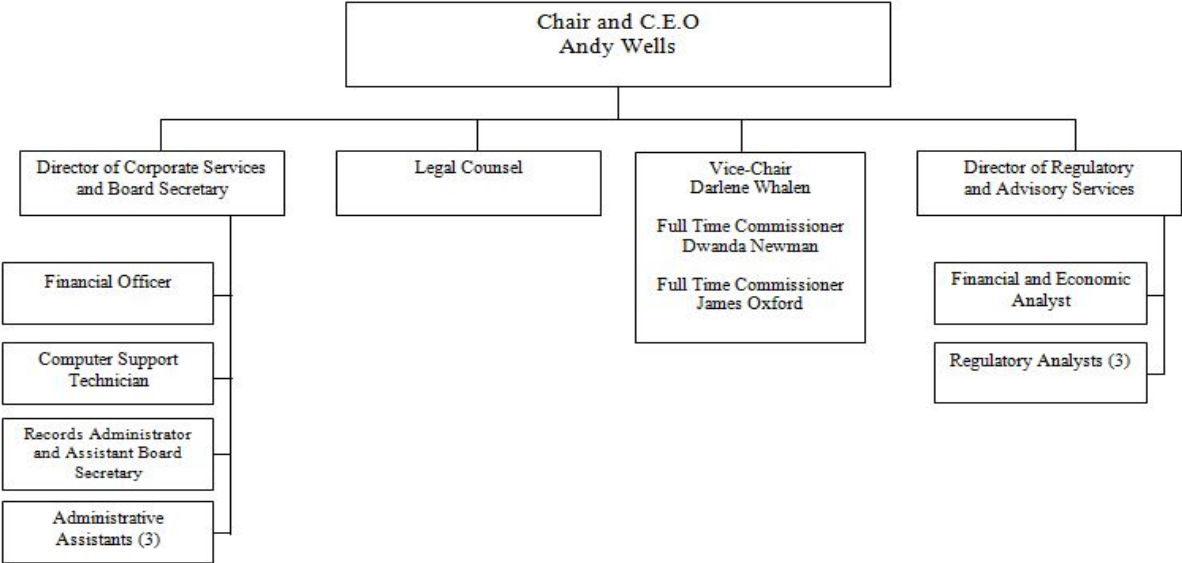 Chair and C.E.O
Andy Wells
Director of Corporate Services
and Board Secretary
Legal Counsel
Vice-Chair
Darlene Whalen
Full Time Commissioner
Dwanda Newman
Full Time Commissioner
James Oxford
Director of Regulatory
and Advisory Services
Financial Officer
Computer Support
Technician
Records Administrator
and Assistant Board
Secretary
Administrative
Assistants (3)
Financial and Economic
Analyst
Regulatory Analysts (3)